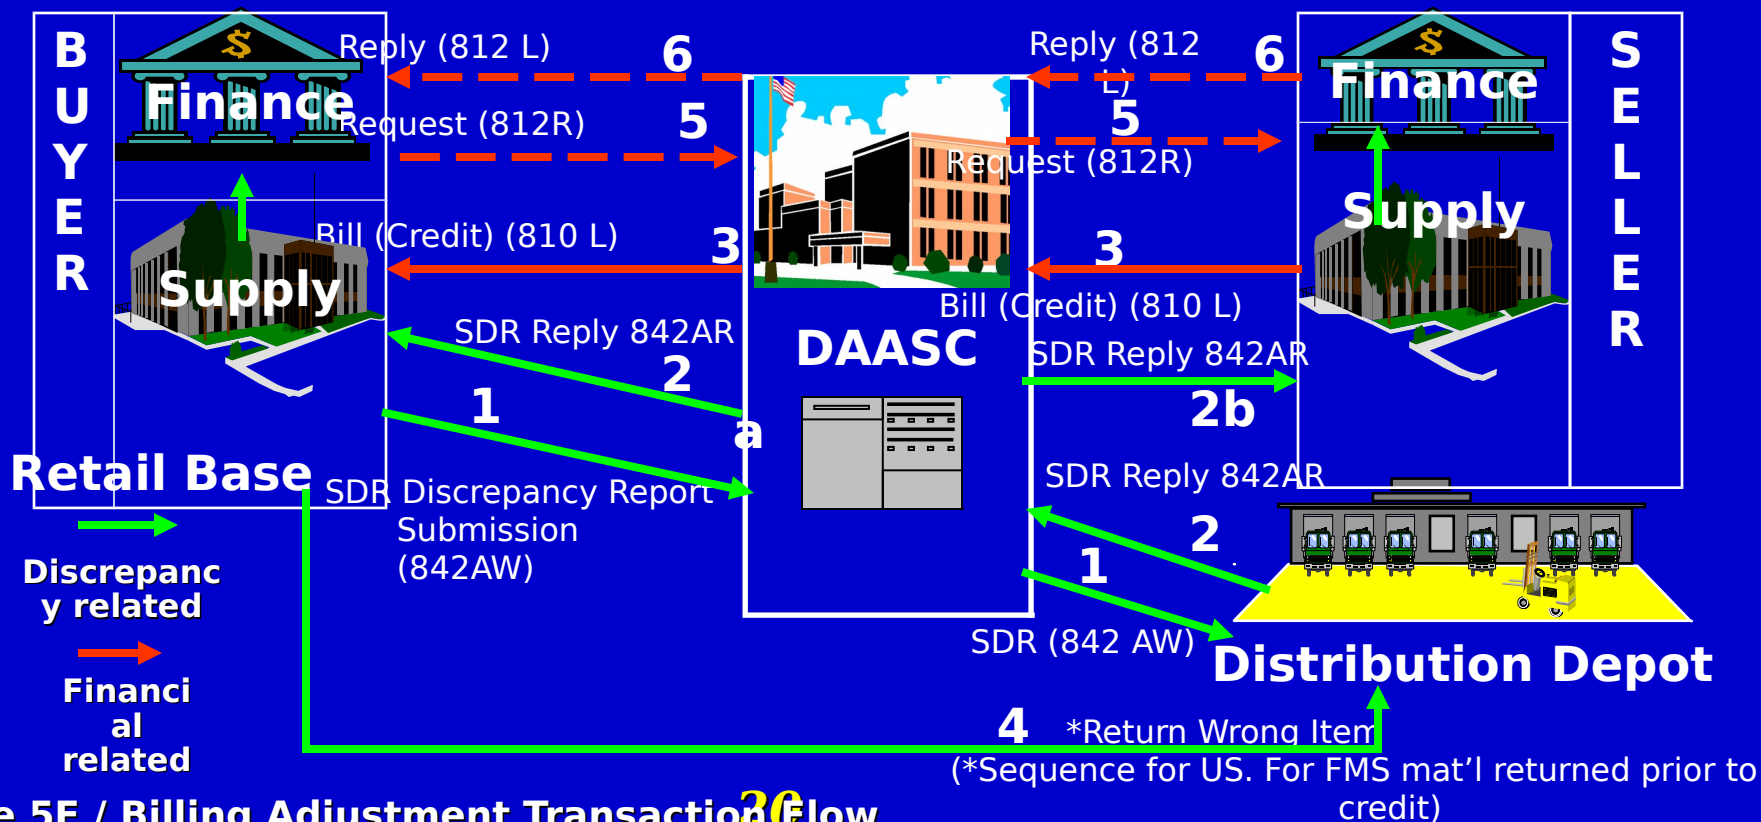 B
U
Y
E
R
$
Finance
Supply
Retail Base
Reply (812 L)
6
Request (812R)
5
Bill (Credit) (810 L)
3
SDR Reply 842AR
2
a
1
SDR Discrepancy Report
Submission
(842AW)
DAASC
Reply (812
L)
6
5
Request (812R)
3
Bill (Credit) (810 L)
SDR Reply 842AR
2b
SDR Reply 842AR
2
1
SDR (842 AW)
$
Finance
Supply
S
E
L
L
E
R
Distribution Depot
Discrepanc
y related
Financi
al
related
4 *Return Wrong Item
(*Sequence for US. For FMS mat’l returned prior to
credit)
e 5F / Billing Adjustment Transaction Flow
20